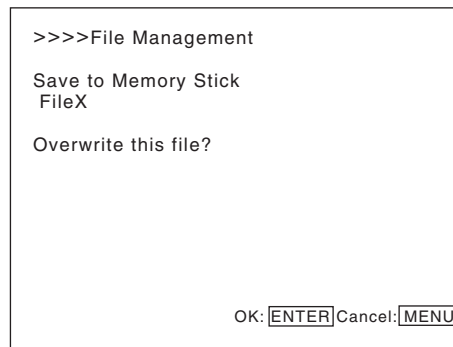 >>>>File Management
Save to Memory Stick
FileX
Overwrite this file?
OK: ENTER Cancel: MENU